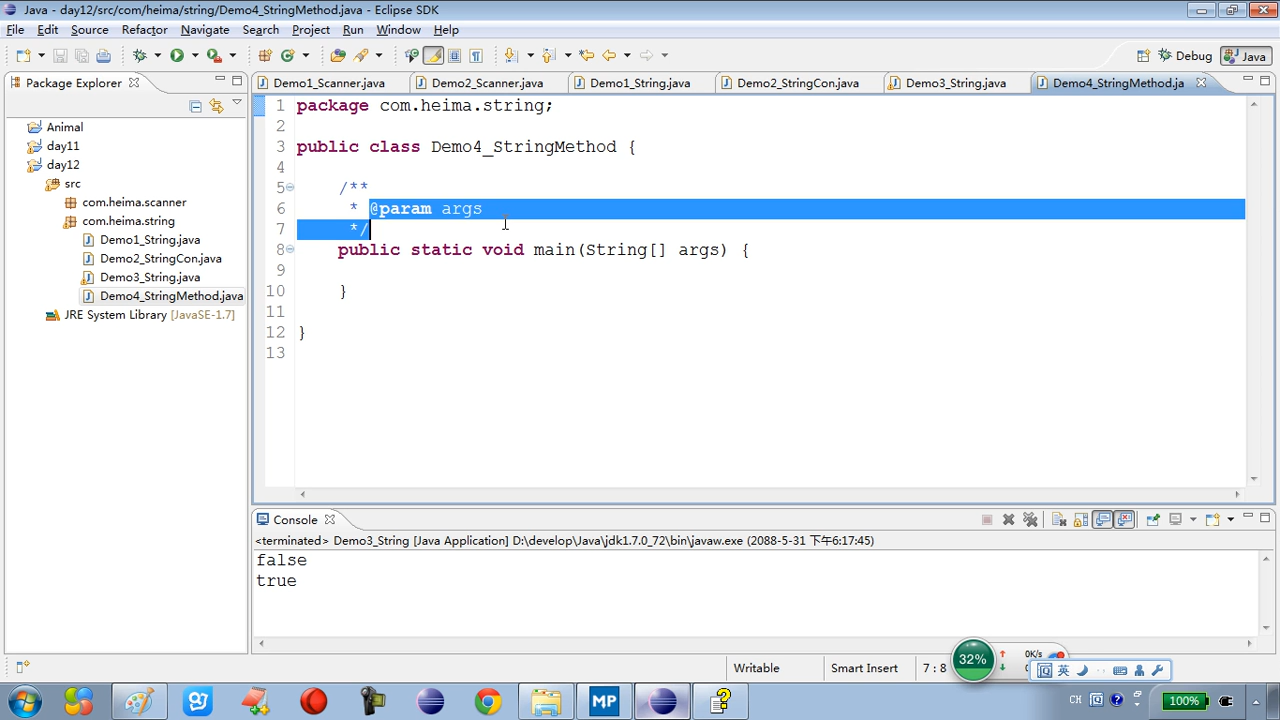 Java - day12/src/com/heima/string/Demo4_StringMethod.java - Eclipse SDK
File Edit Source Refactor Navigate Search Project Run Window Help
Debug Java
Package Explorer
Demo1_Scanner.java Demo2_Scanner.java Demo1_String.java Demo2_StringCon.java Demo3_String.java Demo4_StringMethod.ja
Animal
day11
day12
src
com.heima.scanner
com.heima.string
Demo1_String.java
Demo2_StringCon.java
Demo3_String.java
Demo4_StringMethod.java
JRE System Library [JavaSE-1.7]
1 package com.heima.string;
2
3 public class Demo4_StringMethod {
4
5 /**
6 * @param args
7 */
8 public static void main(String[] args) {
9
10 }
11
12 }
13
Console
<terminated> Demo3_String [Java Application] D:\develop\Java\jdk1.7.0_72\bin\javaw.exe (2088-5-31 下午6:17:45)
false
true
Writable Smart Insert 7 : 8
32% 0K/s
英
MP
CH 100%